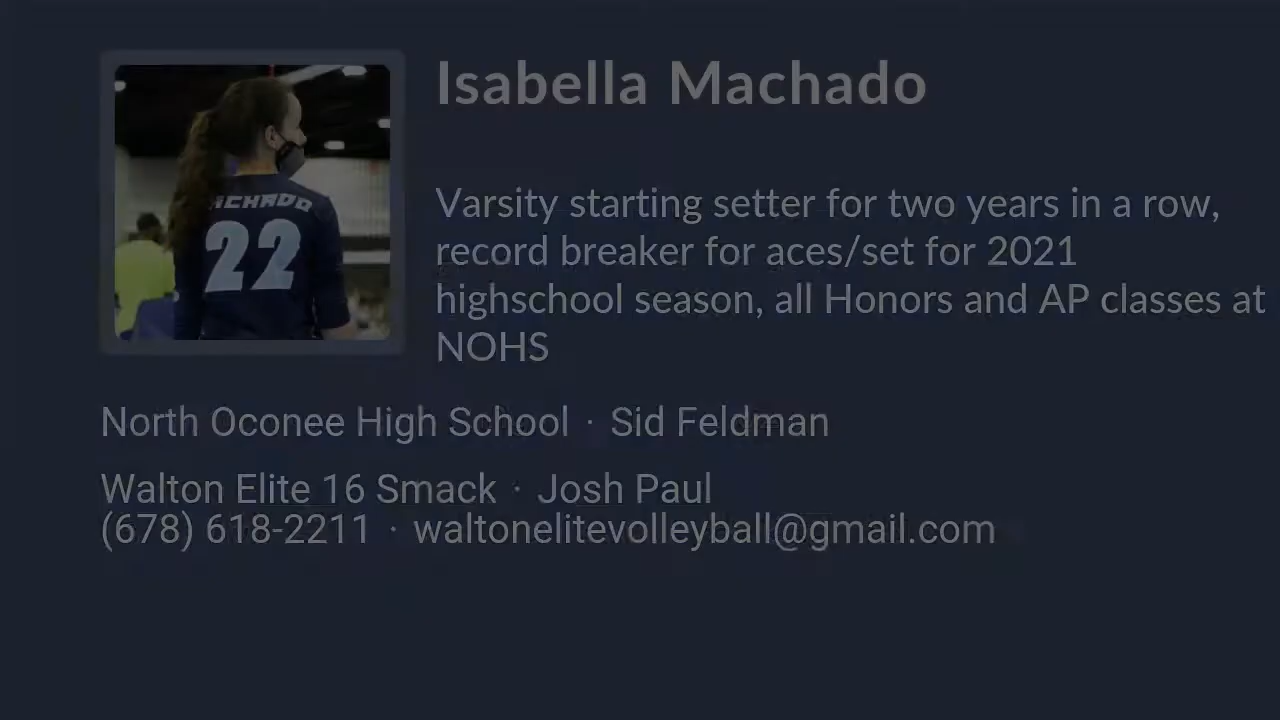 Isabella Machado
Varsity starting setter for two years in a row,
record breaker for aces/set for 2021
highschool season, all Honors and AP classes at
NOHS
ACHADO
22
North Oconee High School · Sid Feldman
Walton Elite 16 Smack · Josh Paul
(678) 618-2211 · waltonelitevolleyball@gmail.com